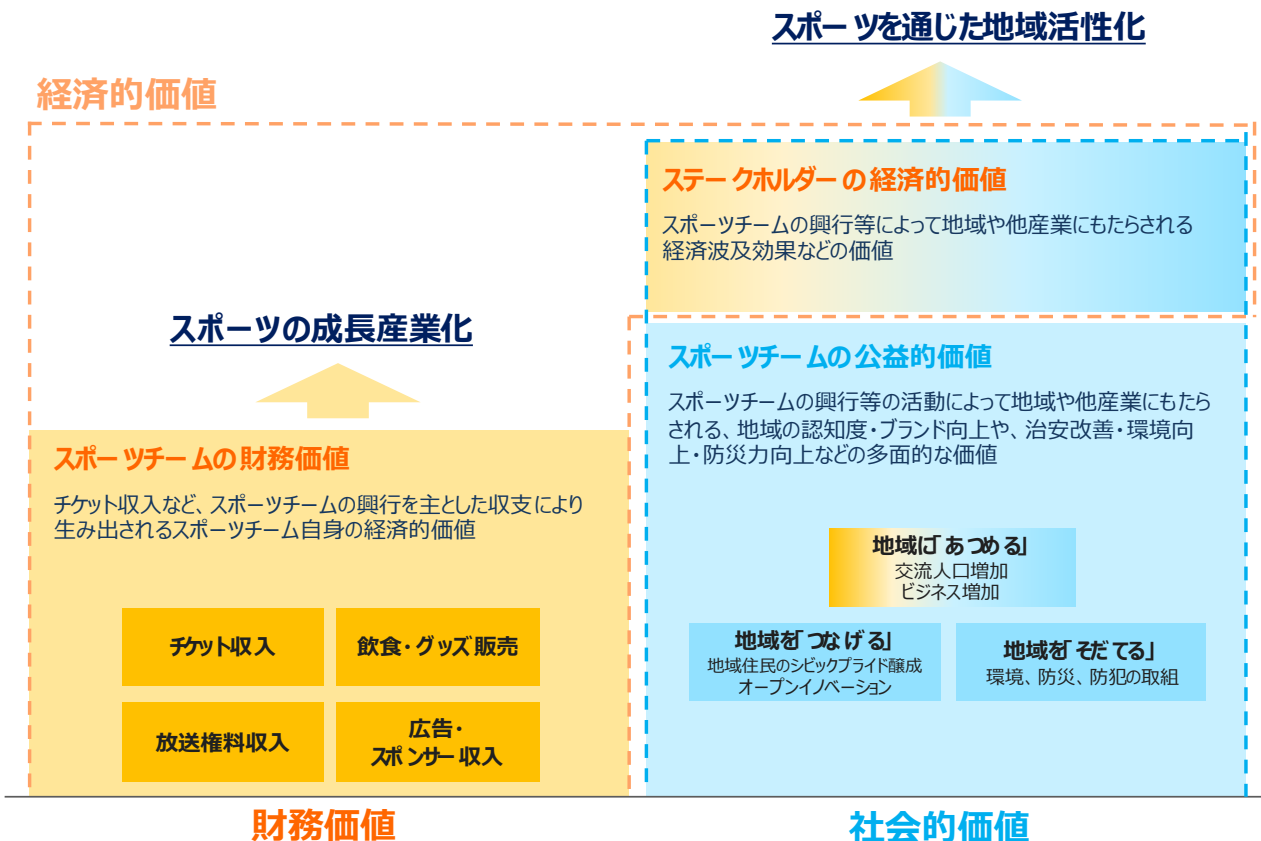 スポーツを通じた地域活性化
経済的価値
ステークホルダーの経済的価値
スポーツチームの興行等によって地域や他産業にもたらされる
経済波及効果などの価値
スポーツの成長産業化
スポーツチームの公益的価値
スポーツチームの興行等の活動によって地域や他産業にもたら
される、地域の認知度・ブランド向上や、治安改善・環境向
上・防災力向上などの多面的な価値
スポーツチームの財務価値
チケット収入など、スポーツチームの興行を主とした収支により
生み出されるスポーツチーム自身の経済的価値
地域に「あつめる」
交流人口増加
ビジネス増加
チケット収入
飲食・グッズ販売
地域を「つなげる」
地域住民のシビックプライド醸成
オープンイノベーション
地域を「そだてる」
環境、防災、防犯の取組
放送権料収入
広告・
スポンサー収入
財務価値
社会的価値